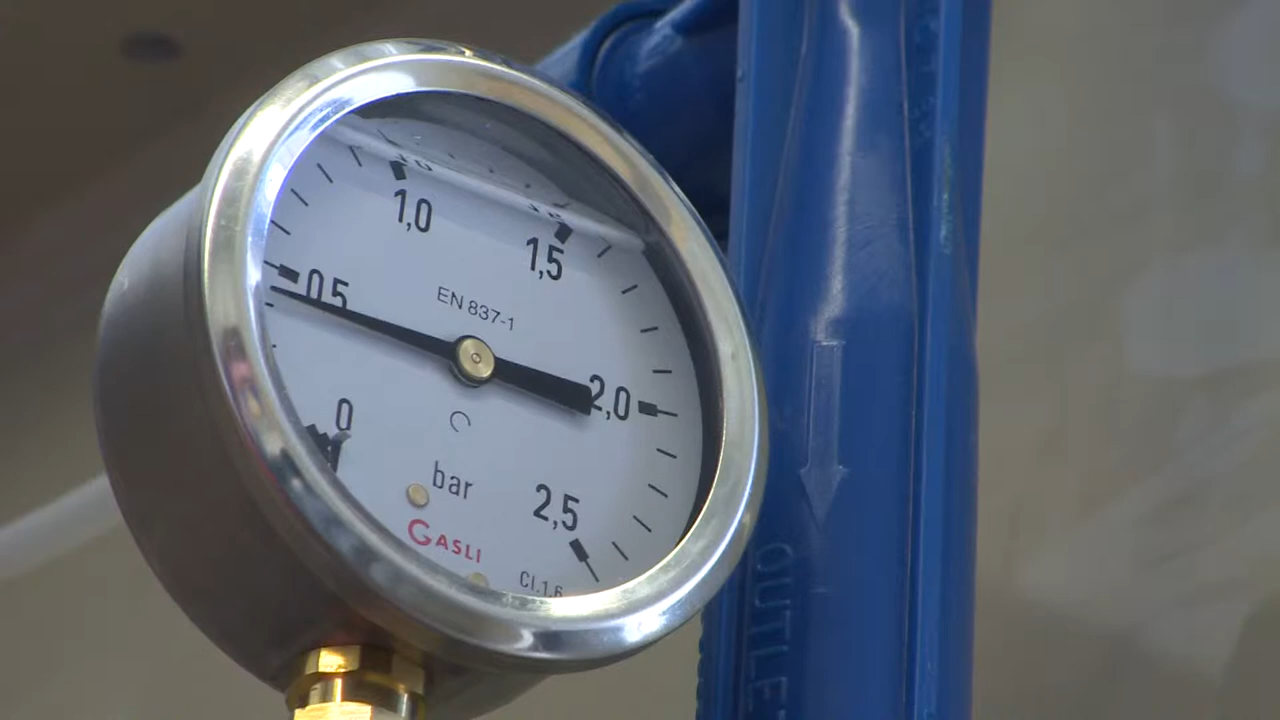 1,0
1,5
0,5
EN 837-1
2,0
0
bar
2,5
GASLI
Cl.1,6
OUTLET